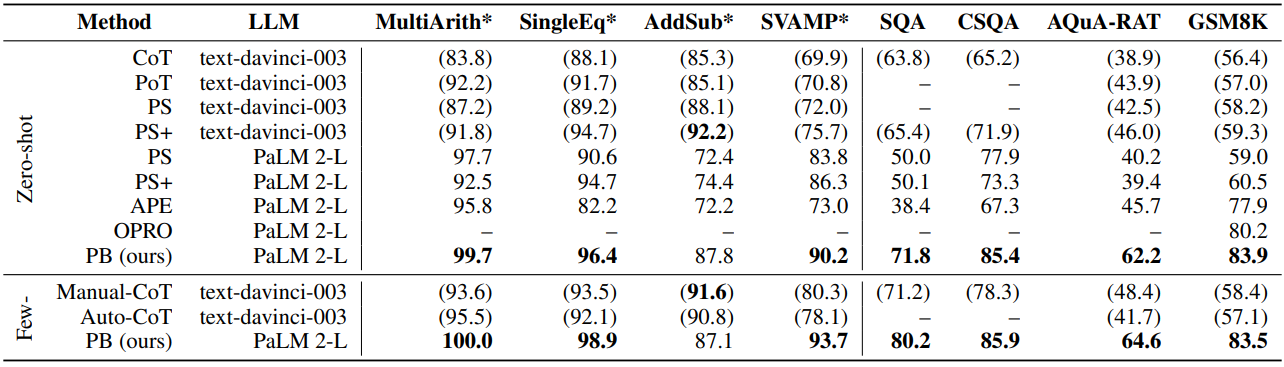 Method LLM MultiArith* SingleEq* AddSub* SVAMP* SQA CSQA AQuA-RAT GSM8K
Zero-shot
CoT text-davinci-003 (83.8) (88.1) (85.3) (69.9) (63.8) (65.2) (38.9) (56.4)
PoT text-davinci-003 (92.2) (91.7) (85.1) (70.8) – – (43.9) (57.0)
PS text-davinci-003 (87.2) (89.2) (88.1) (72.0) – – (42.5) (58.2)
PS+ text-davinci-003 (91.8) (94.7) (92.2) (75.7) (65.4) (71.9) (46.0) (59.3)
PS PaLM 2-L 97.7 90.6 72.4 83.8 50.0 77.9 40.2 59.0
PS+ PaLM 2-L 92.5 94.7 74.4 86.3 50.1 73.3 39.4 60.5
APE PaLM 2-L 95.8 82.2 72.2 73.0 38.4 67.3 45.7 77.9
OPRO PaLM 2-L – – – – – – – 80.2
PB (ours) PaLM 2-L 99.7 96.4 87.8 90.2 71.8 85.4 62.2 83.9
Few-
Manual-CoT text-davinci-003 (93.6) (93.5) (91.6) (80.3) (71.2) (78.3) (48.4) (58.4)
Auto-CoT text-davinci-003 (95.5) (92.1) (90.8) (78.1) – – (41.7) (57.1)
PB (ours) PaLM 2-L 100.0 98.9 87.1 93.7 80.2 85.9 64.6 83.5